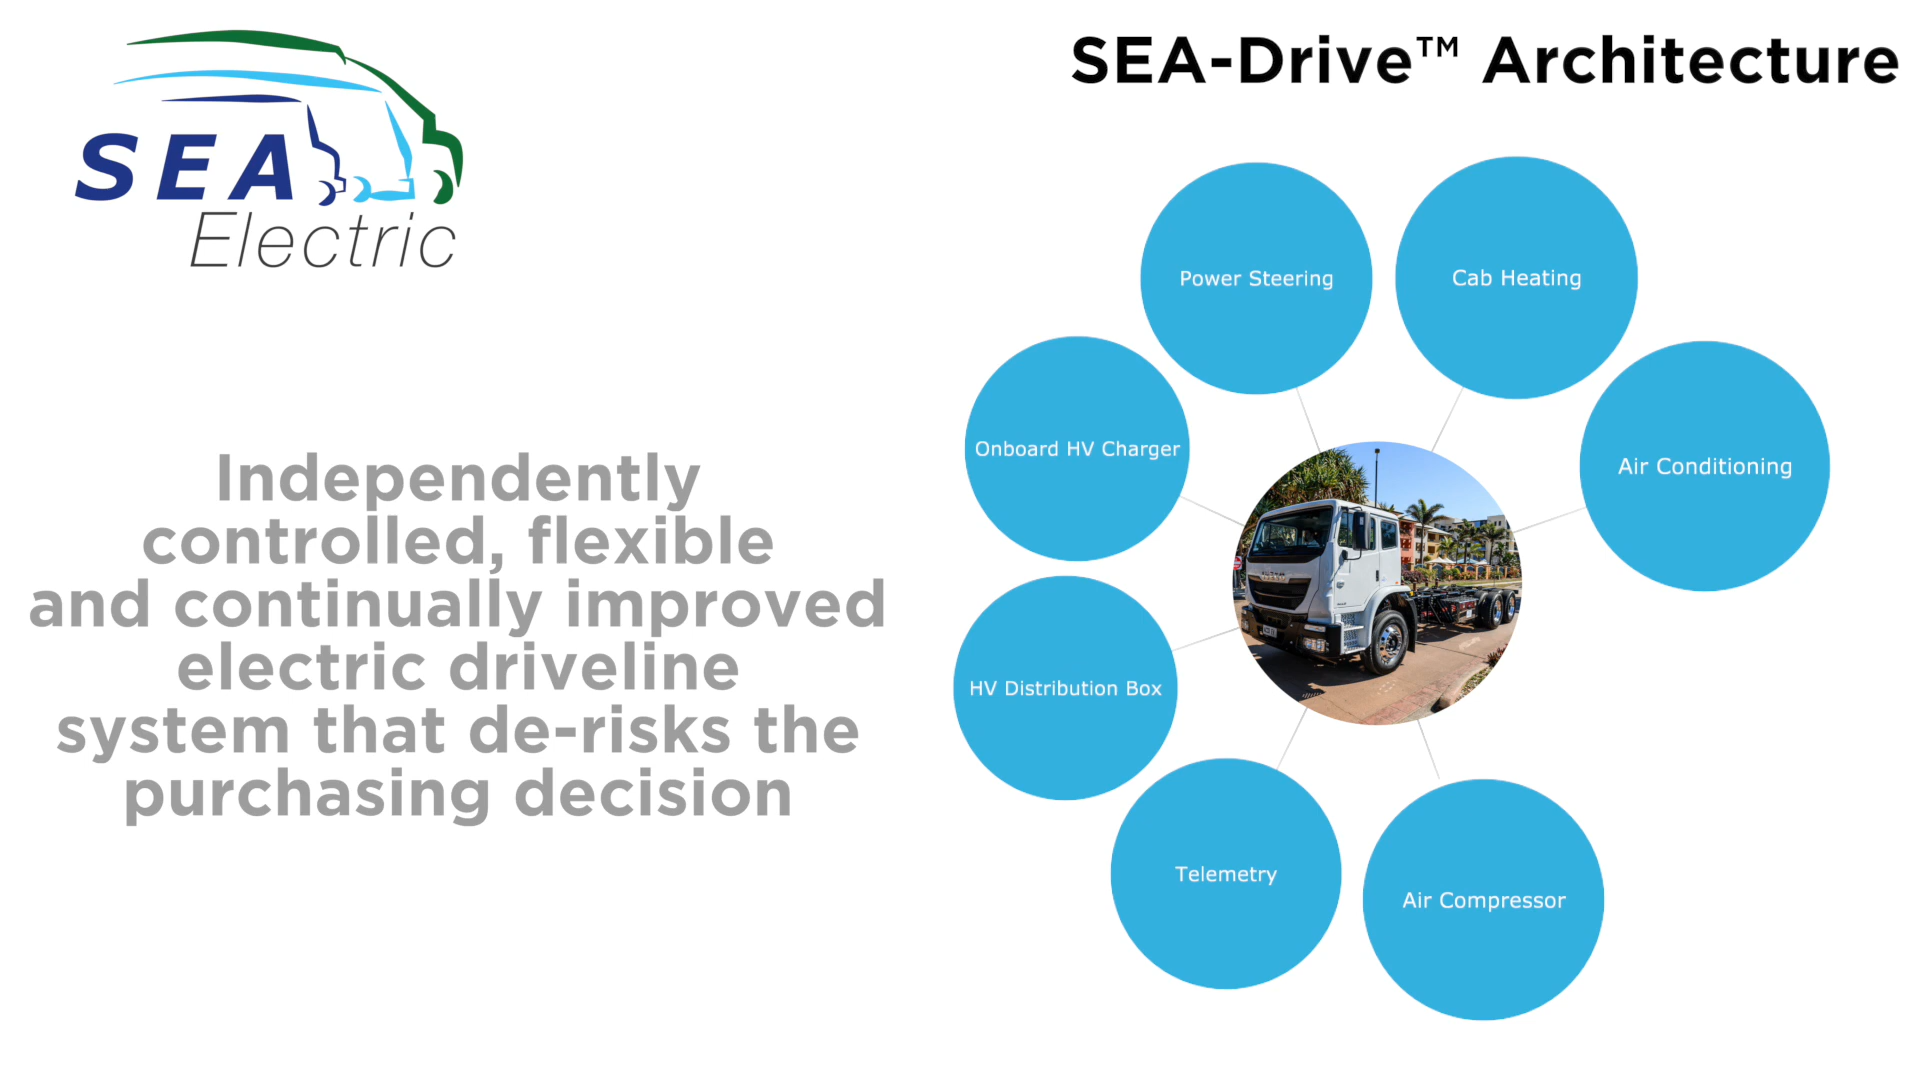 SEA
Electric
SEA-Drive™ Architecture
Independently
controlled, flexible
and continually improved
electric driveline
system that de-risks the
purchasing decision
Power Steering
Cab Heating
Onboard HV Charger
Air Conditioning
HV Distribution Box
Telemetry
Air Compressor